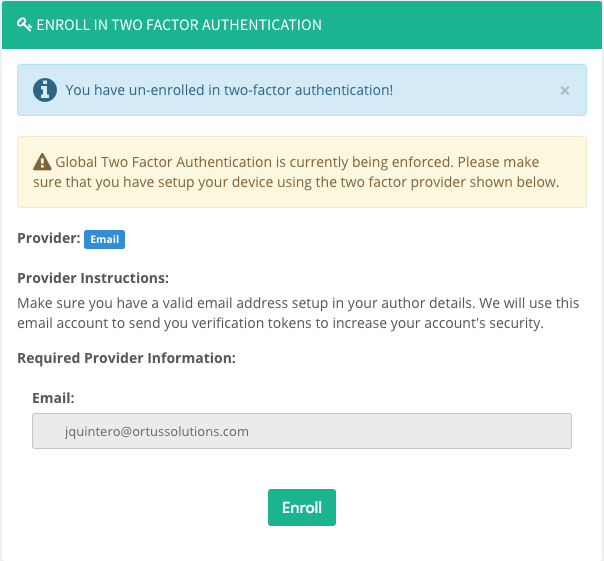 ENROLL IN TWO FACTOR AUTHENTICATION
You have un-enrolled in two-factor authentication! ×
Global Two Factor Authentication is currently being enforced. Please make
sure that you have setup your device using the two factor provider shown below.
Provider: Email
Provider Instructions:
Make sure you have a valid email address setup in your author details. We will use this
email account to send you verification tokens to increase your account's security.
Required Provider Information:
Email:
jquintero@ortussolutions.com
Enroll